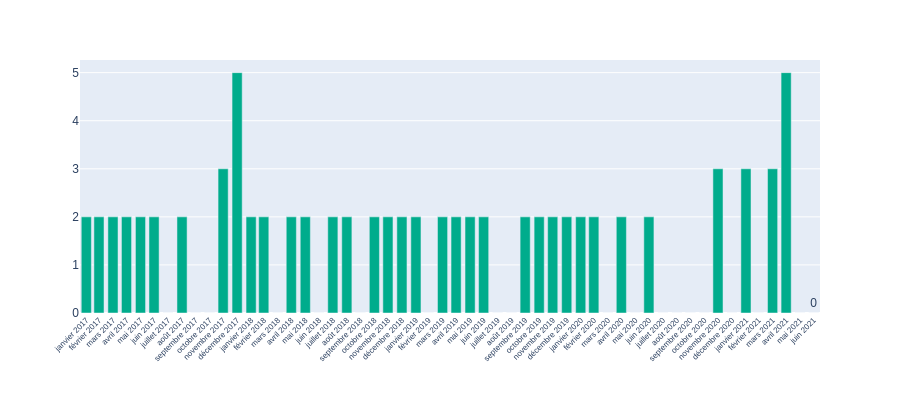 5
4
3
2
1
0
0
janvier 2017
février 2017
mars 2017
avril 2017
mai 2017
juin 2017
juillet 2017
août 2017
septembre 2017
octobre 2017
novembre 2017
décembre 2017
janvier 2018
février 2018
mars 2018
avril 2018
mai 2018
juin 2018
juillet 2018
août 2018
septembre 2018
octobre 2018
novembre 2018
décembre 2018
janvier 2019
février 2019
mars 2019
avril 2019
mai 2019
juin 2019
juillet 2019
août 2019
septembre 2019
octobre 2019
novembre 2019
décembre 2019
janvier 2020
février 2020
mars 2020
avril 2020
mai 2020
juin 2020
juillet 2020
août 2020
septembre 2020
octobre 2020
novembre 2020
décembre 2020
janvier 2021
février 2021
mars 2021
avril 2021
mai 2021
juin 2021